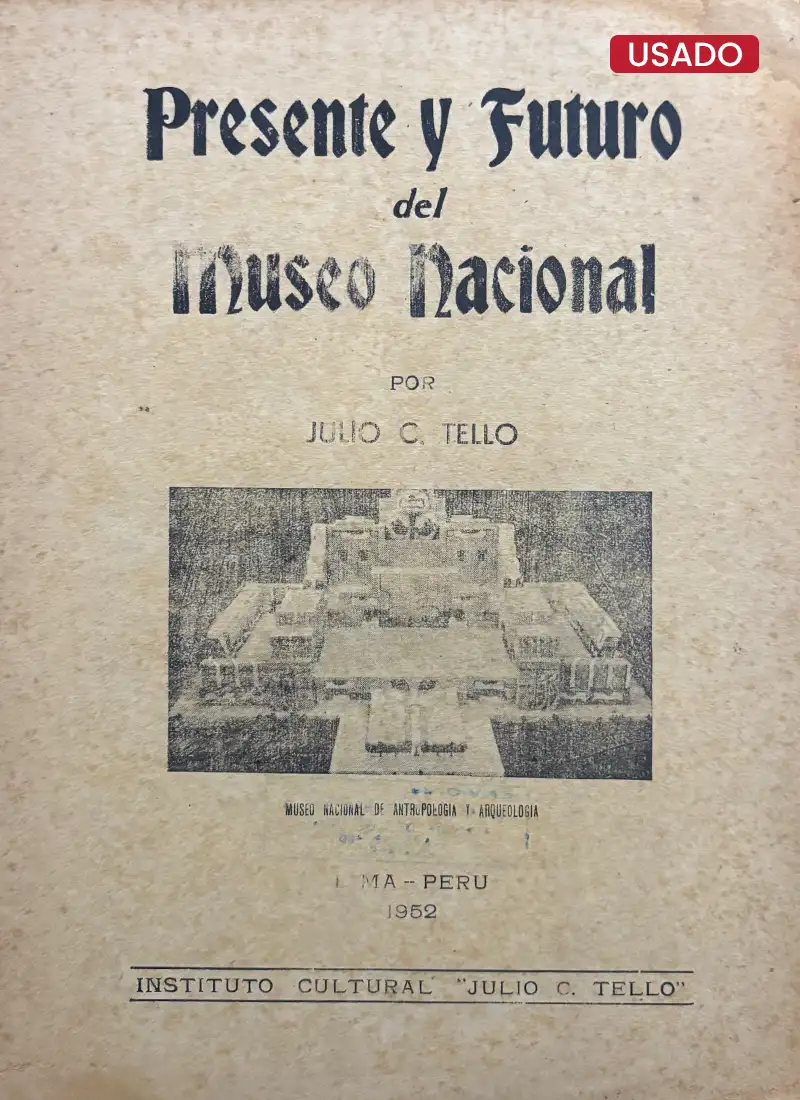 USADO
Presente y Futuro
del
Museo Nacional
POR
JULIO C. TELLO
MUSEO NACIONAL DE ANTROPOLOGIA Y ARQUEOLOGIA
LIMA - PERU
1952
INSTITUTO CULTURAL "JULIO C. TELLO"